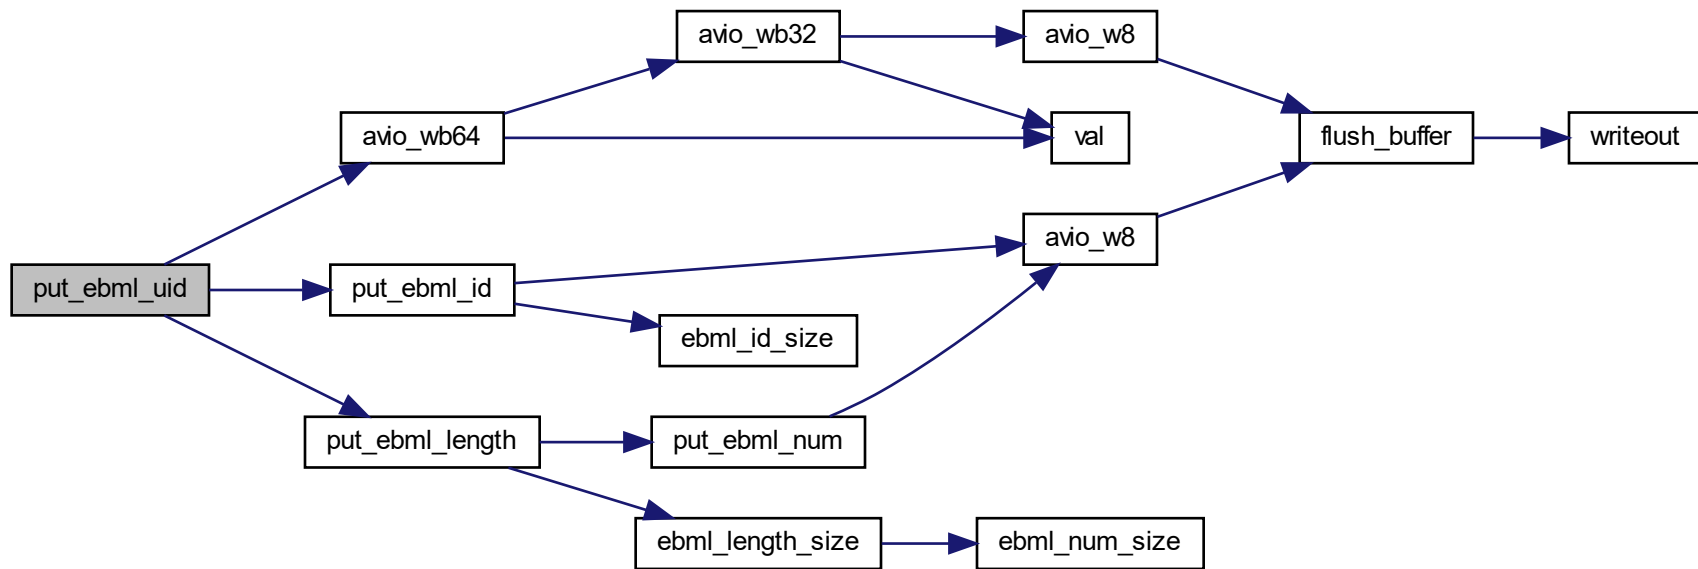 avio_wb32
avio_w8
avio_wb64
val
flush_buffer
writeout
avio_w8
put_ebml_uid
put_ebml_id
ebml_id_size
put_ebml_length
put_ebml_num
ebml_length_size
ebml_num_size